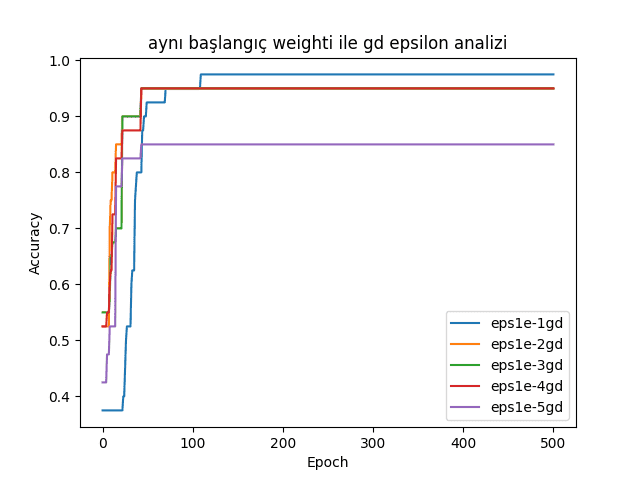 aynı başlangıç weighti ile gd epsilon analizi
1.0
0.9
0.8
0.7
0.6
0.5
0.4
Accuracy
eps1e-1gd
eps1e-2gd
eps1e-3gd
eps1e-4gd
eps1e-5gd
0 100 200 300 400 500
Epoch